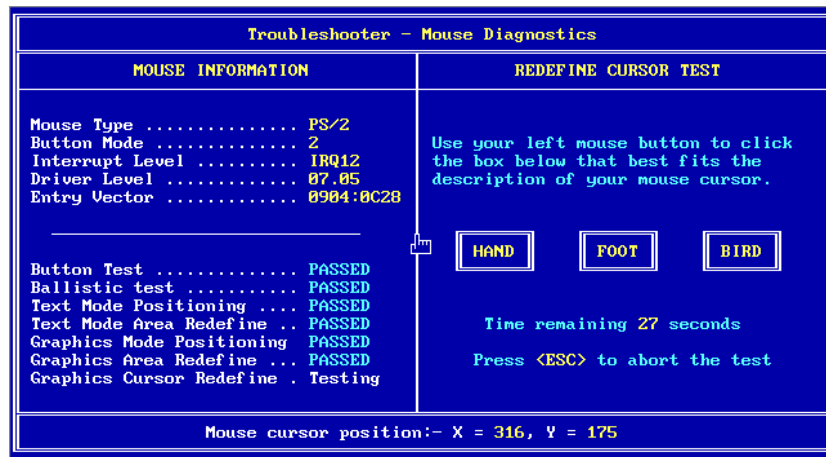 Troubleshooter - Mouse Diagnostics
MOUSE INFORMATION
Mouse Type ............... PS/2
Button Mode ............... 2
Interrupt Level .......... IRQ12
Driver Level ............. 07.05
Entry Vector ............. 0904:0C28
Button Test .............. PASSED
Ballistic test ........... PASSED
Text Mode Positioning .... PASSED
Text Mode Area Redefine .. PASSED
Graphics Mode Positioning PASSED
Graphics Area Redefine ... PASSED
Graphics Cursor Redefine . Testing
REDEFINE CURSOR TEST
Use your left mouse button to click
the box below that best fits the
description of your mouse cursor.
HAND FOOT BIRD
Time remaining 27 seconds
Press <ESC> to abort the test
Mouse cursor position:- X = 316, Y = 175